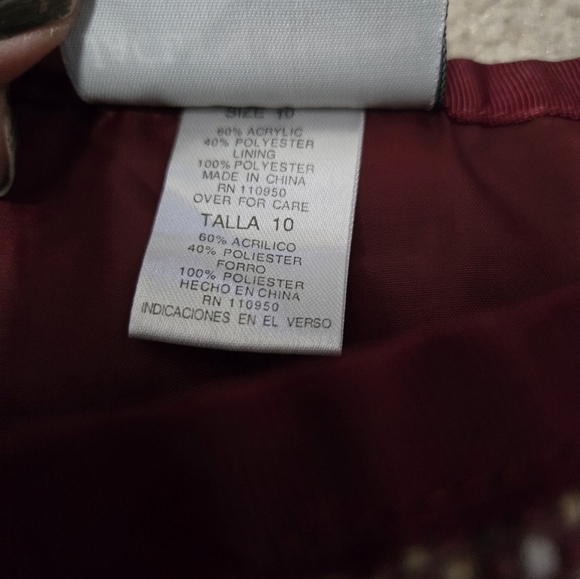 SIZE 10
60% ACRYLIC
40% POLYESTER
LINING
100% POLYESTER
MADE IN CHINA
RN 110950
OVER FOR CARE
TALLA 10
60% ACRILICO
40% POLIESTER
FORRO
100% POLIESTER
HECHO EN CHINA
RN 110950
INDICACIONES EN EL VERSO